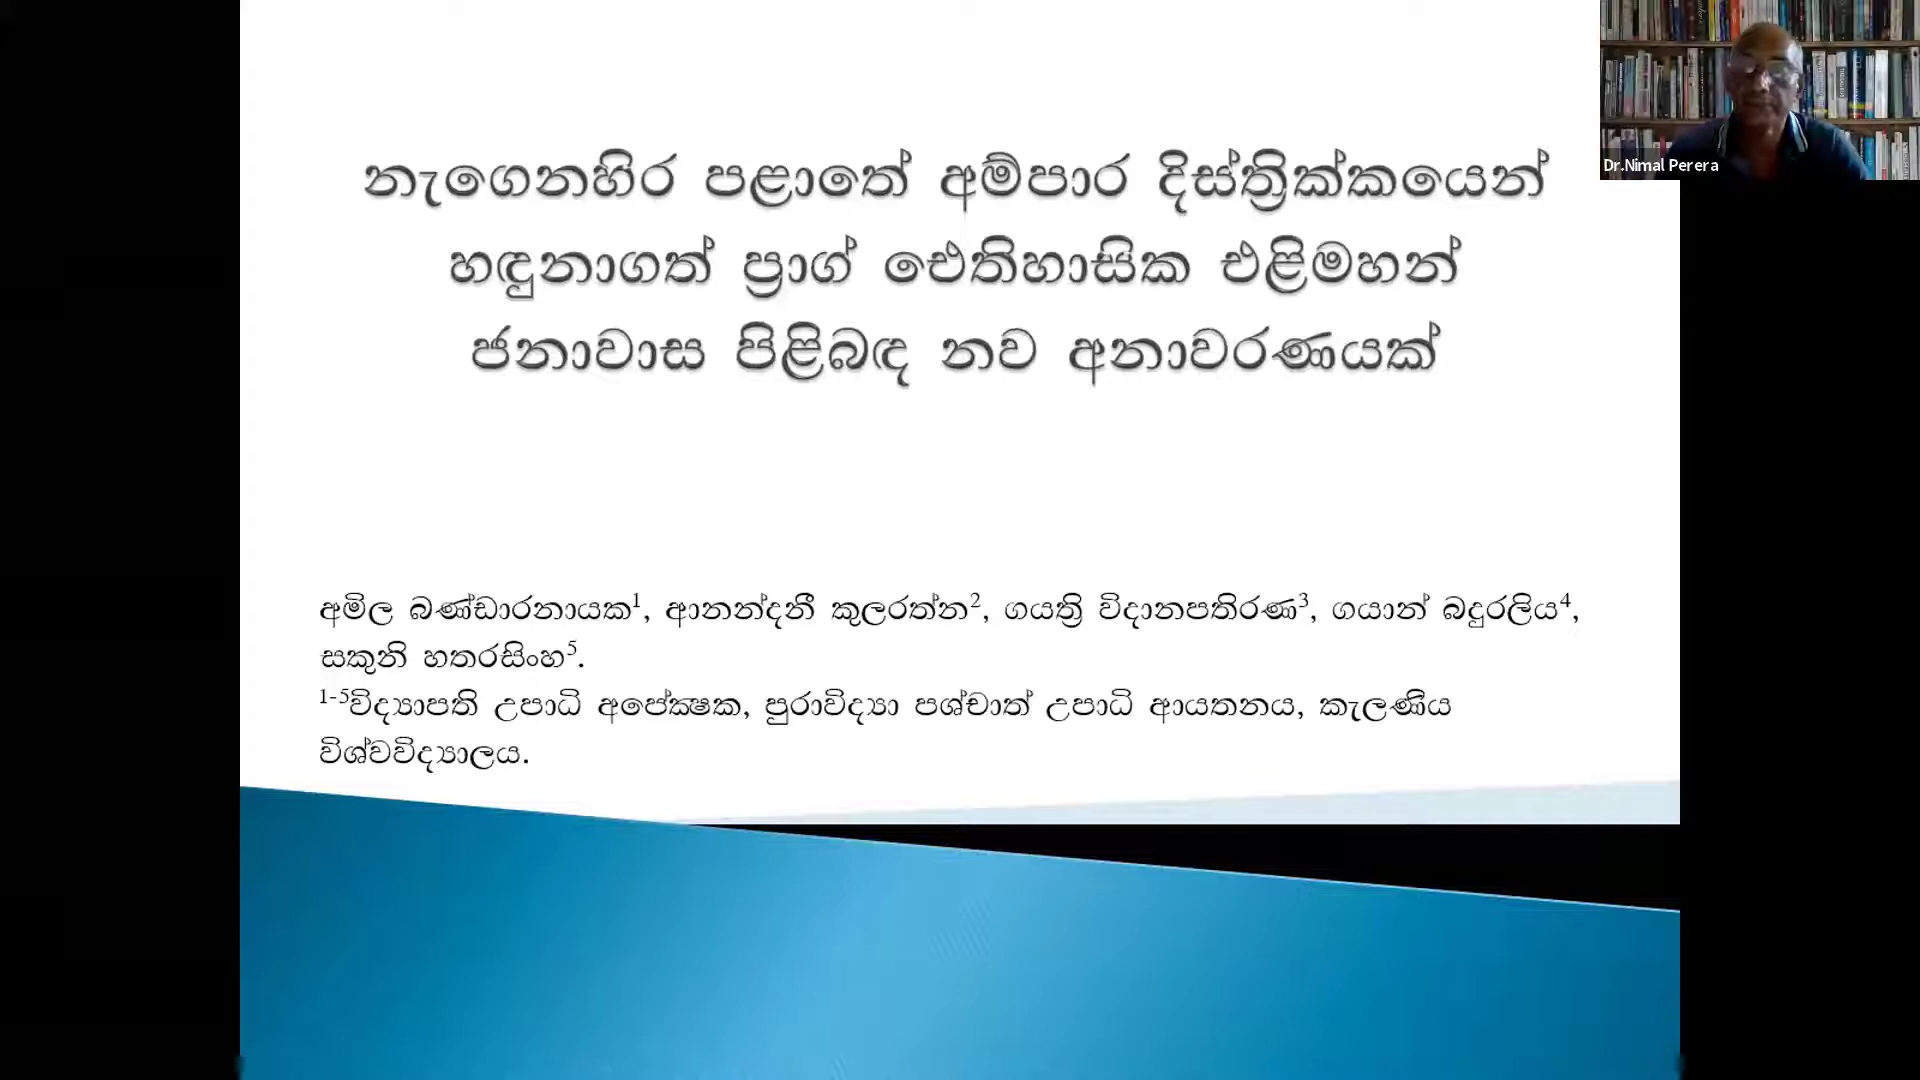 නැගෙනහිර පළාතේ අම්පාර දිස්ත්‍රික්කයෙන්
හඳුනාගත් ප්‍රාග් ඓතිහාසික එළිමහන්
ජනාවාස පිළිබඳ නව අනාවරණයක්
Dr.Nimal Perera
අමිල බණ්ඩාරනායක¹, ආනන්දනී කුලරත්න², ගයත්‍රි විදානපතිරණ³, ගයාන් බදුරලිය⁴,
සකුනි හතරසිංහ⁵.
¹⁻⁵විද්‍යාපති උපාධි අපේක්‍ෂක, පුරාවිද්‍යා පශ්චාත් උපාධි ආයතනය, කැලණිය
විශ්වවිද්‍යාලය.